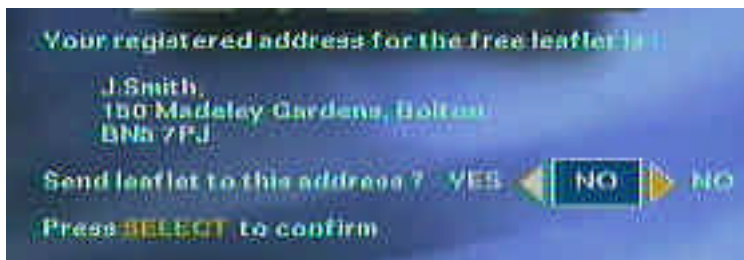 Your registered address for the free leaflet is :
J.Smith,
150 Madeley Gardens, Bolton
BN5 7PJ
Send leaflet to this address ? YES NO NO
Press SELECT to confirm